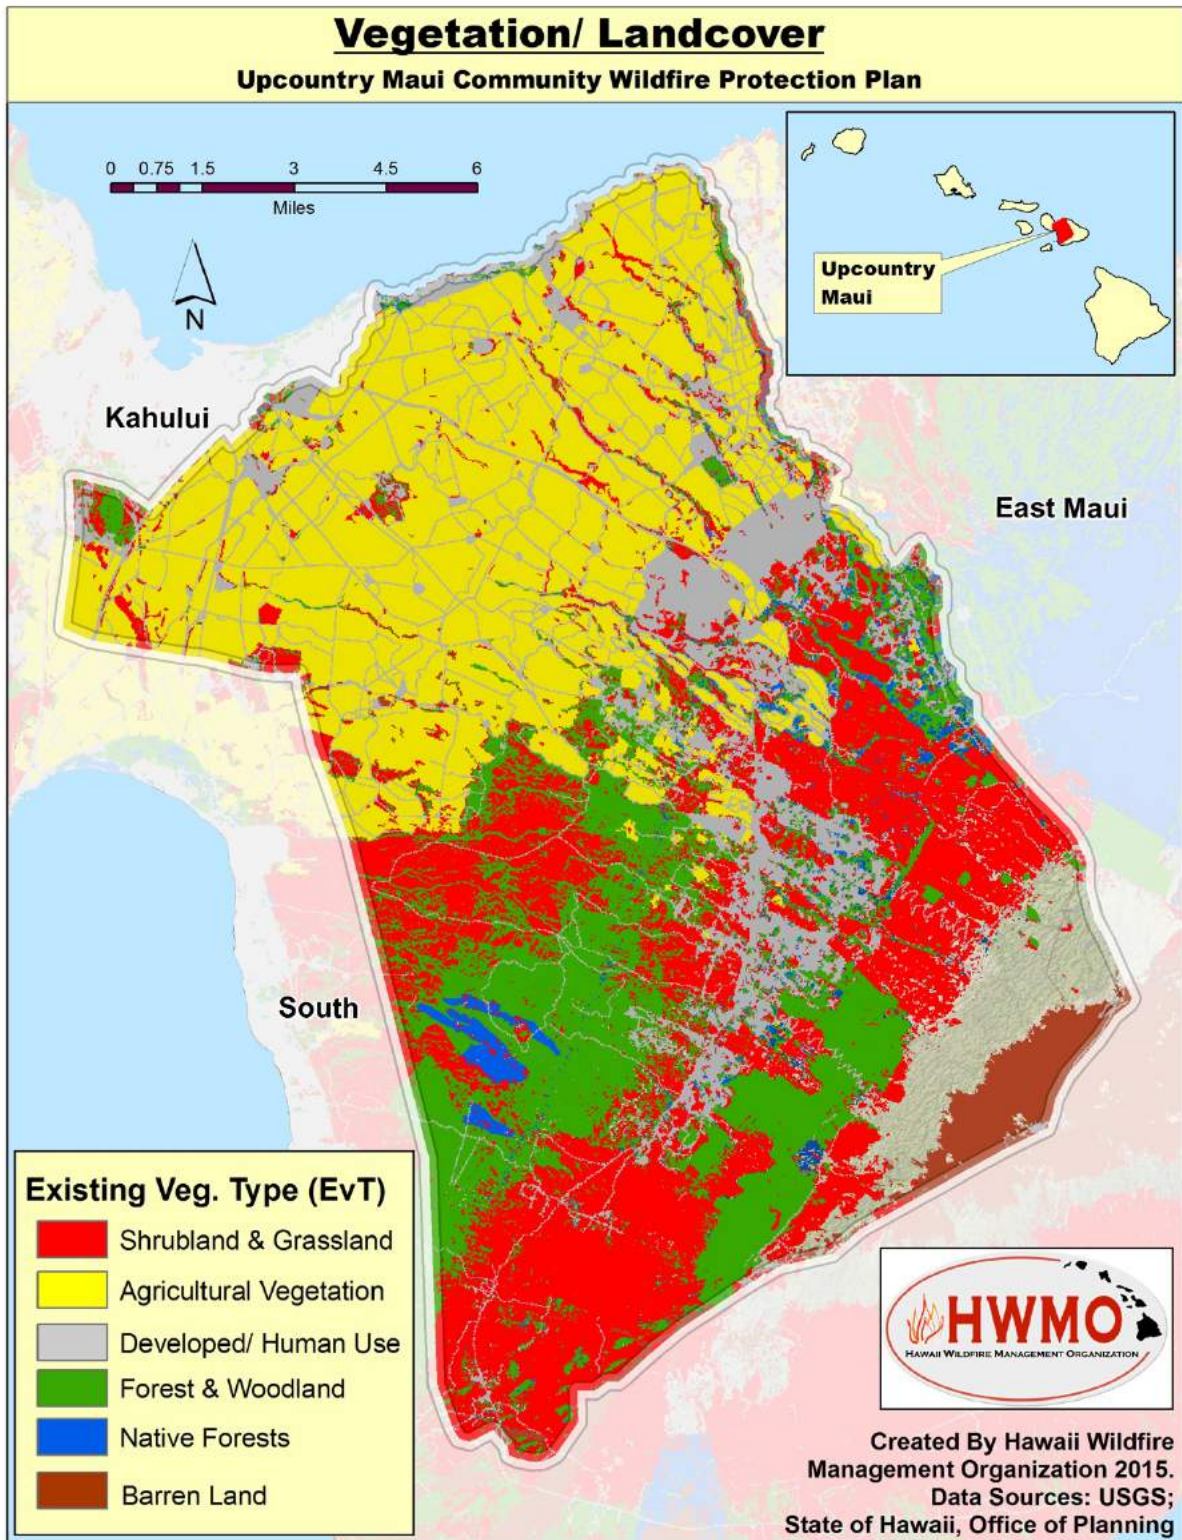 Vegetation/ Landcover
Upcountry Maui Community Wildfire Protection Plan
0 0.75 1.5 3 4.5 6
Miles
N
Upcountry
Maui
Kahului
East Maui
South
Existing Veg. Type (EvT)
Shrubland & Grassland
Agricultural Vegetation
Developed/ Human Use
Forest & Woodland
Native Forests
Barren Land
HWMO
HAWAII WILDFIRE MANAGEMENT ORGANIZATION
Created By Hawaii Wildfire
Management Organization 2015.
Data Sources: USGS;
State of Hawaii, Office of Planning